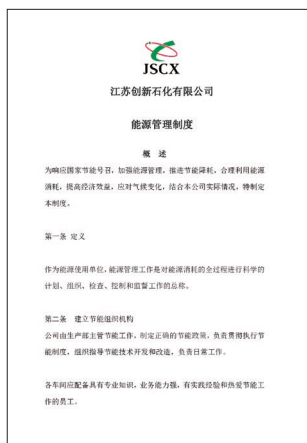 JSCX
江苏创新石化有限公司
能源管理制度
概 述
为响应国家节能号召，加强能源管理，推进节能降耗，合理利用能源
消耗，提高经济效益，应对气候变化，结合本公司实际情况，特制定
本制度。
第一条 定义
作为能源使用单位，能源管理工作是对能源消耗的全过程进行科学的
计划、组织、检查、控制和监督工作的总称。
第二条 建立节能组织机构
公司由生产部主管节能工作，制定正确的节能政策，负责贯彻执行节
能制度，组织指导节能技术开发和改造，负责日常工作。
各车间应配备具有专业知识，业务能力强，有实践经验和热爱节能工
作的员工。